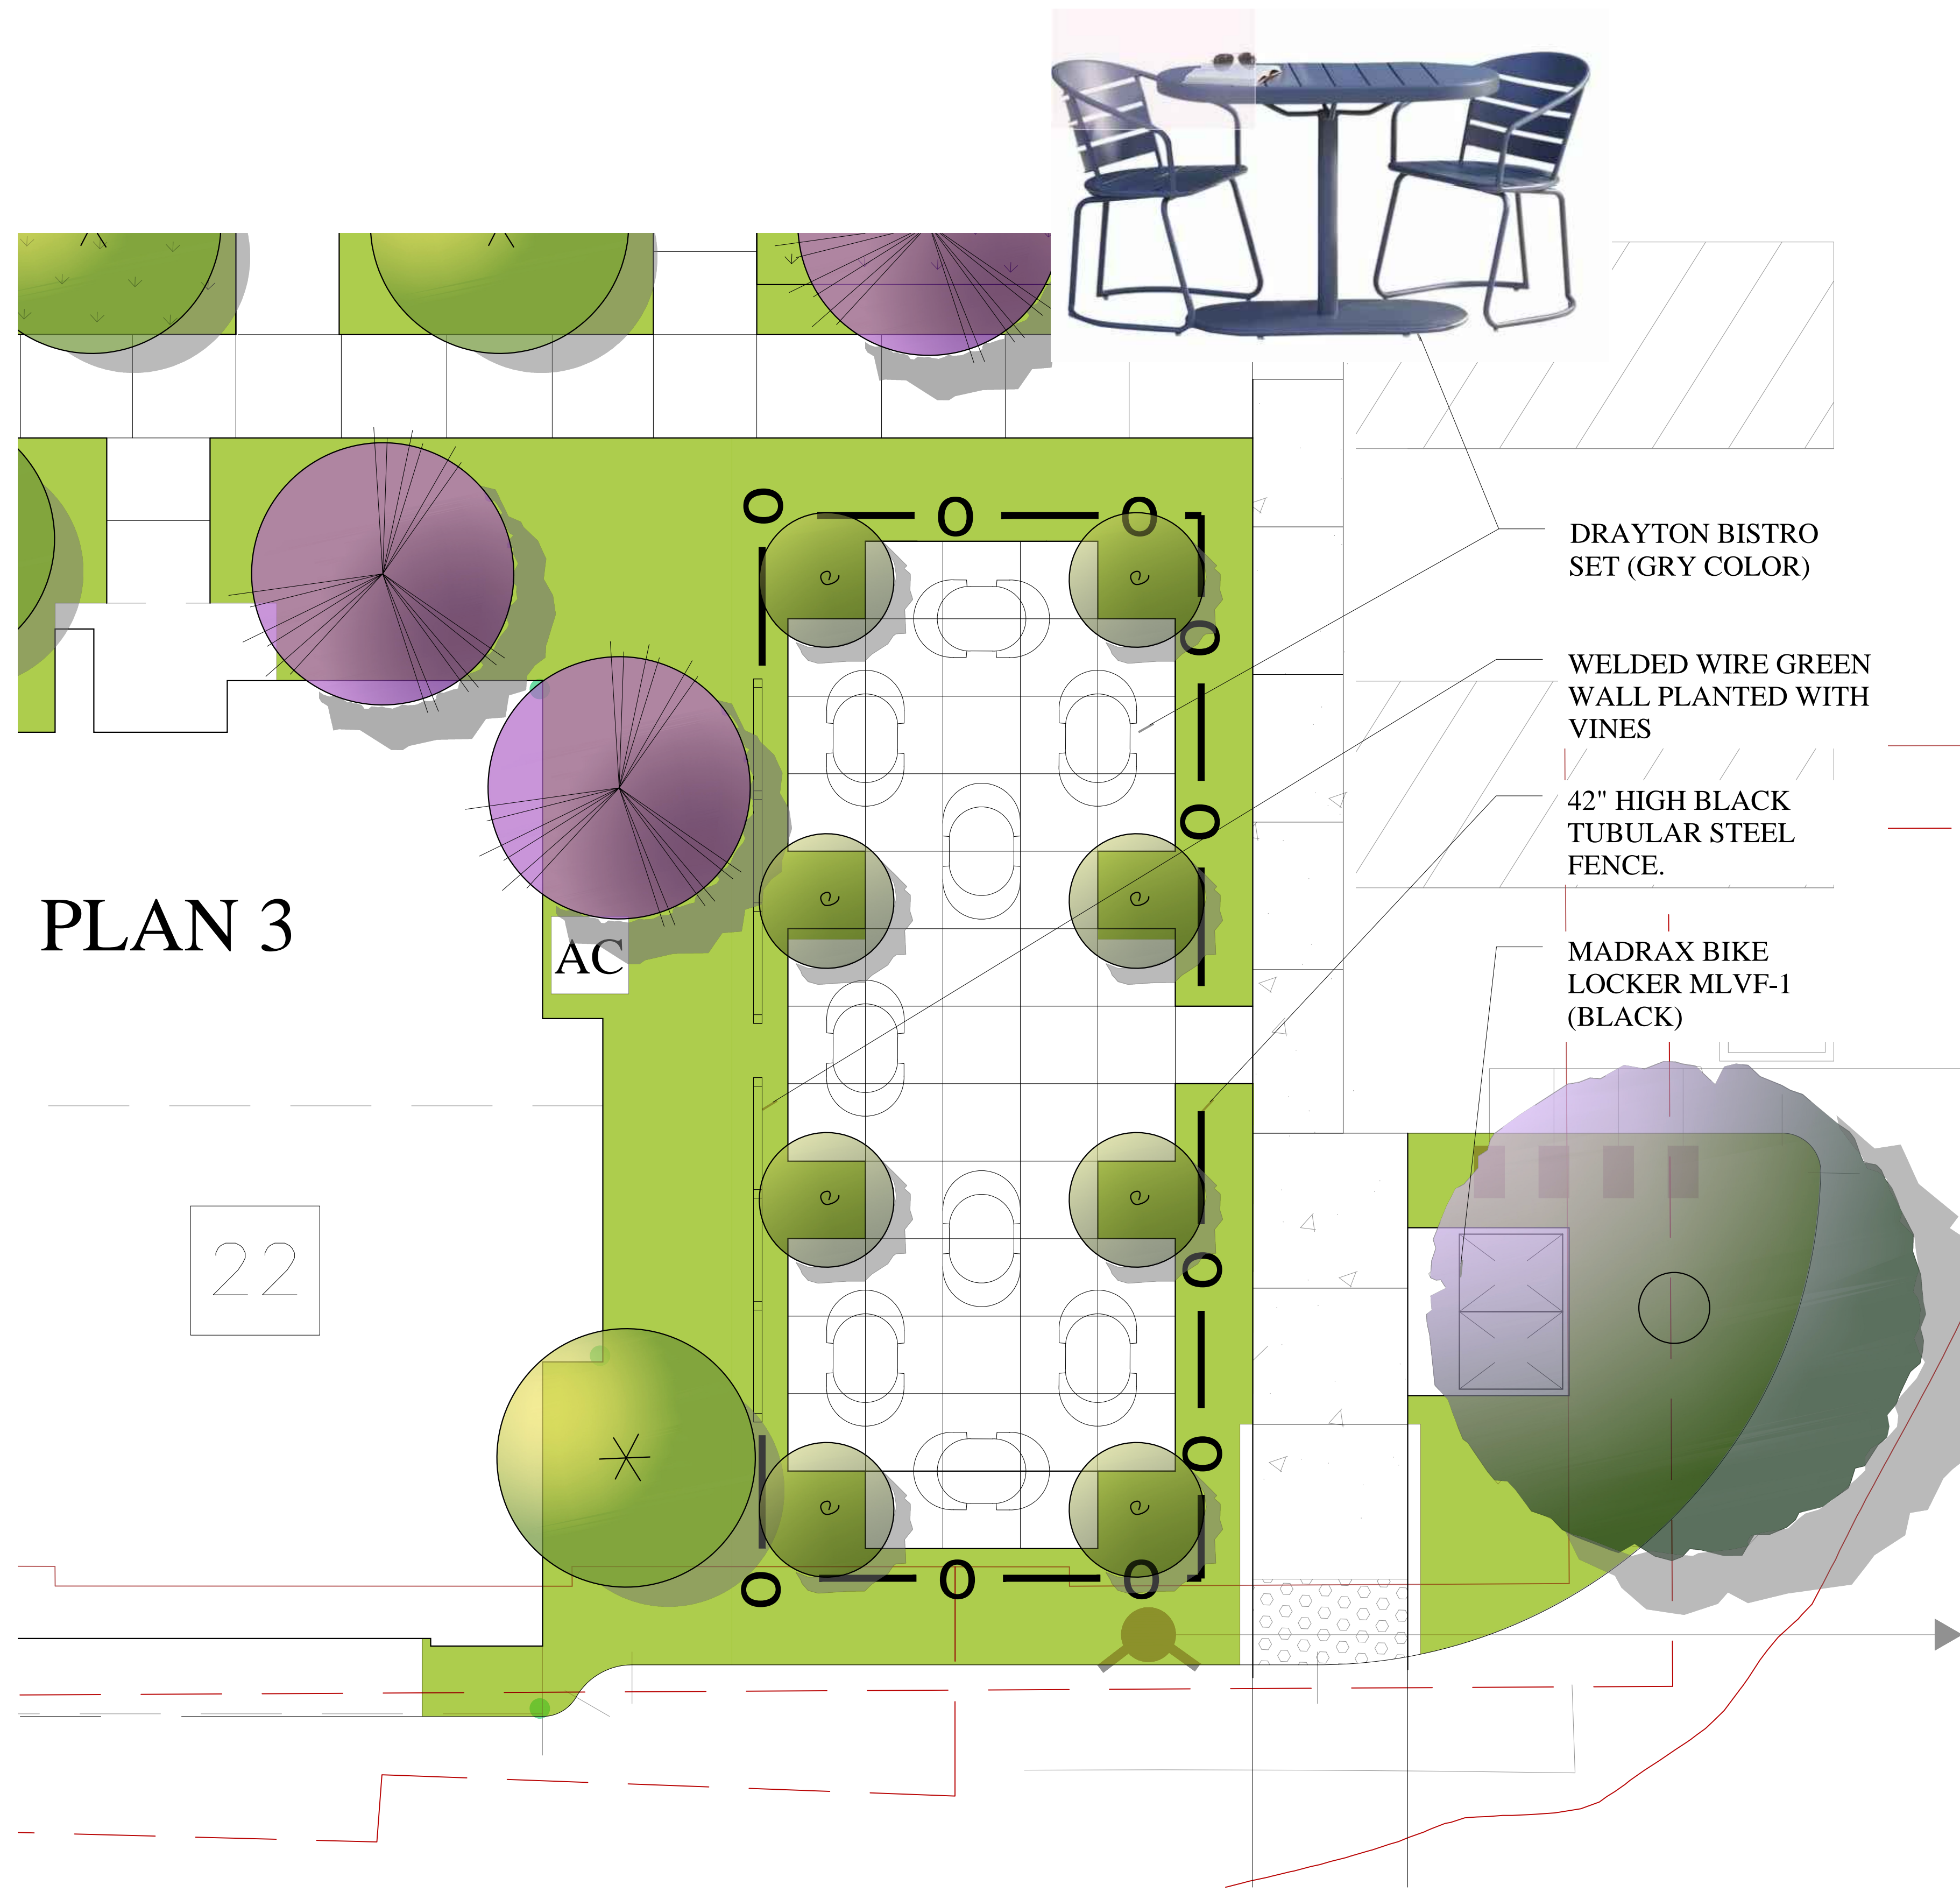 DRAYTON BISTRO
SET (GRY COLOR)
WELDED WIRE GREEN
WALL PLANTED WITH
VINES
42" HIGH BLACK
TUBULAR STEEL
FENCE.
PLAN 3
AC
MADRAX BIKE
LOCKER MLVF-1
(BLACK)
22